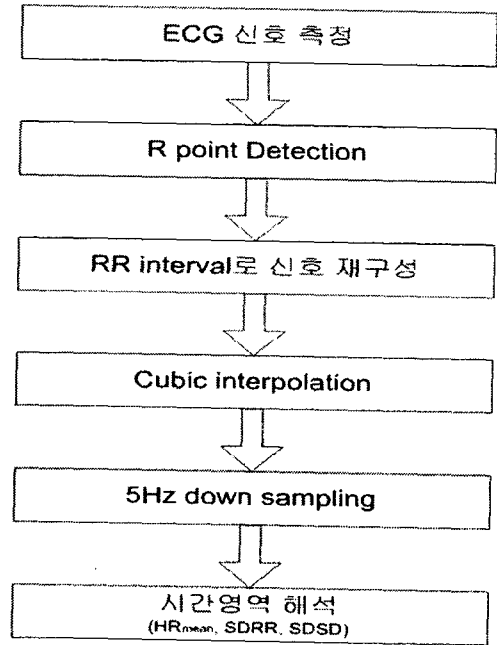 ECG 신호 측정
R point Detection
RR interval로 신호 재구성
Cubic interpolation
5Hz down sampling
시간영역 해석
(HRmean, SDRR, SDSD)